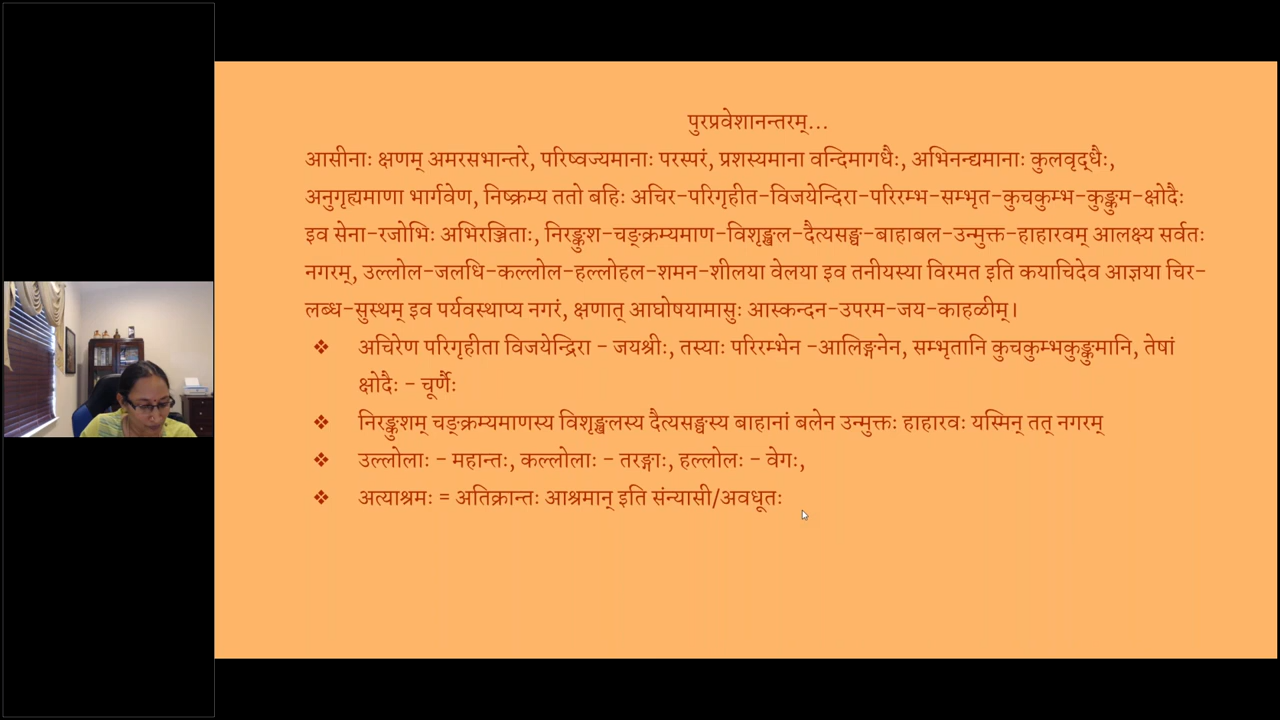 पुरप्रवेशानन्तरम्...
आसीनाः क्षणम् अमरसभान्तरे, परिष्वज्यमानाः परस्परं, प्रशस्यमाना वन्दिमागधैः, अभिनन्द्यमानाः कुलवृद्धैः,
अनुगृह्यमाणा भार्गवेण, निष्क्रम्य ततो बहिः अचिर-परिगृहीत-विजयेन्दिरा-परिरम्भ-सम्भृत-कुचकुम्भ-कुङ्कुम-क्षोदैः
इव सेना-रजोभिः अभिरञ्जिताः, निरङ्कुश-चङ्क्रम्यमाण-विशृङ्खल-दैत्यसङ्घ-बाहाबल-उन्मुक्त-हाहारवम् आलक्ष्य सर्वतः
नगरम्, उल्लोल-जलधि-कल्लोल-हल्लोहल-शमन-शीलया वेलया इव तनीयस्या विरमत इति कयाचिदेव आज्ञया चिर-
लब्ध-सुस्थम् इव पर्यवस्थाप्य नगरं, क्षणात् आघोषयामासुः आस्कन्दन-उपरम-जय-काहळीम्।
❖ अचिरेण परिगृहीता विजयेन्द्रिरा - जयश्रीः, तस्याः परिरम्भेन -आलिङ्गनेन, सम्भृतानि कुचकुम्भकुङ्कुमानि, तेषां
क्षोदैः - चूर्णैः
❖ निरङ्कुशम् चङ्क्रम्यमाणस्य विशृङ्खलस्य दैत्यसङ्घस्य बाहानां बलेन उन्मुक्तः हाहारवः यस्मिन् तत् नगरम्
❖ उल्लोलाः - महान्तः, कल्लोलाः - तरङ्गाः, हल्लोलः - वेगः,
❖ अत्याश्रमः = अतिक्रान्तः आश्रमान् इति संन्यासी/अवधूतः